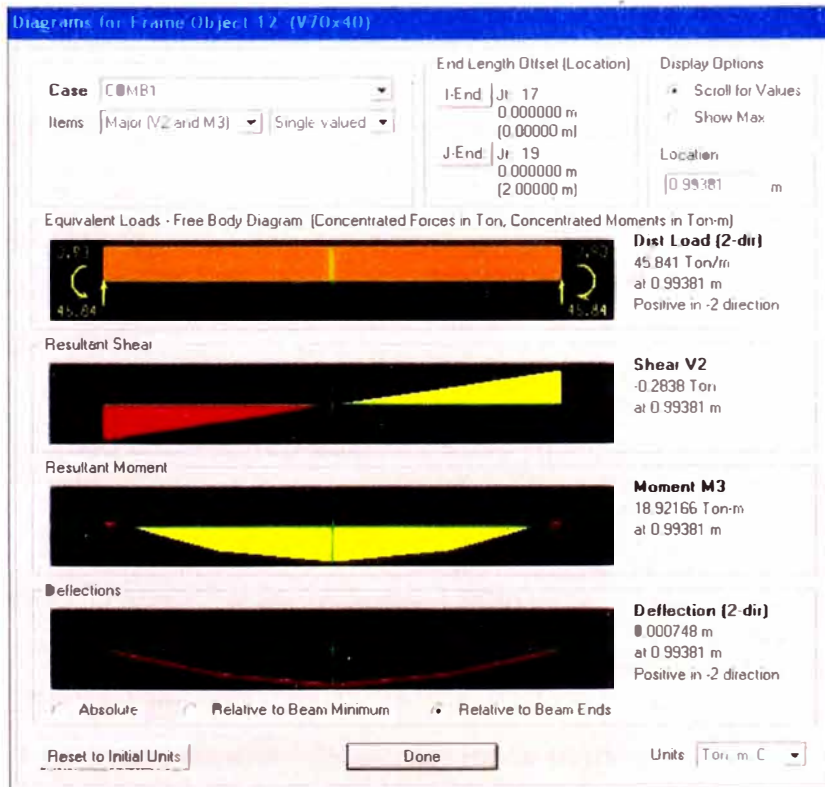 Diagrams for Frame Object 12 (V70x40)
End Length Offset (Location)
Display Options
Case COMB1
I-End Jt: 17
0.000000 m
(0.00000 m)
Scroll for Values
Show Max
Items Major (V2 and M3) Single valued
J-End Jt: 19
0.000000 m
(2.00000 m)
Location
0.99381 m
Equivalent Loads - Free Body Diagram (Concentrated Forces in Ton, Concentrated Moments in Ton-m)
45.84
45.84
Dist Load (2-dir)
45.841 Ton/m
at 0.99381 m
Positive in -2 direction
Resultant Shear
Shear V2
-0.2838 Ton
at 0.99381 m
Resultant Moment
Moment M3
18.92166 Ton-m
at 0.99381 m
Deflections
Deflection (2-dir)
0.000748 m
at 0.99381 m
Positive in -2 direction
Absolute Relative to Beam Minimum Relative to Beam Ends
Reset to Initial Units
Done
Units Ton, m, C